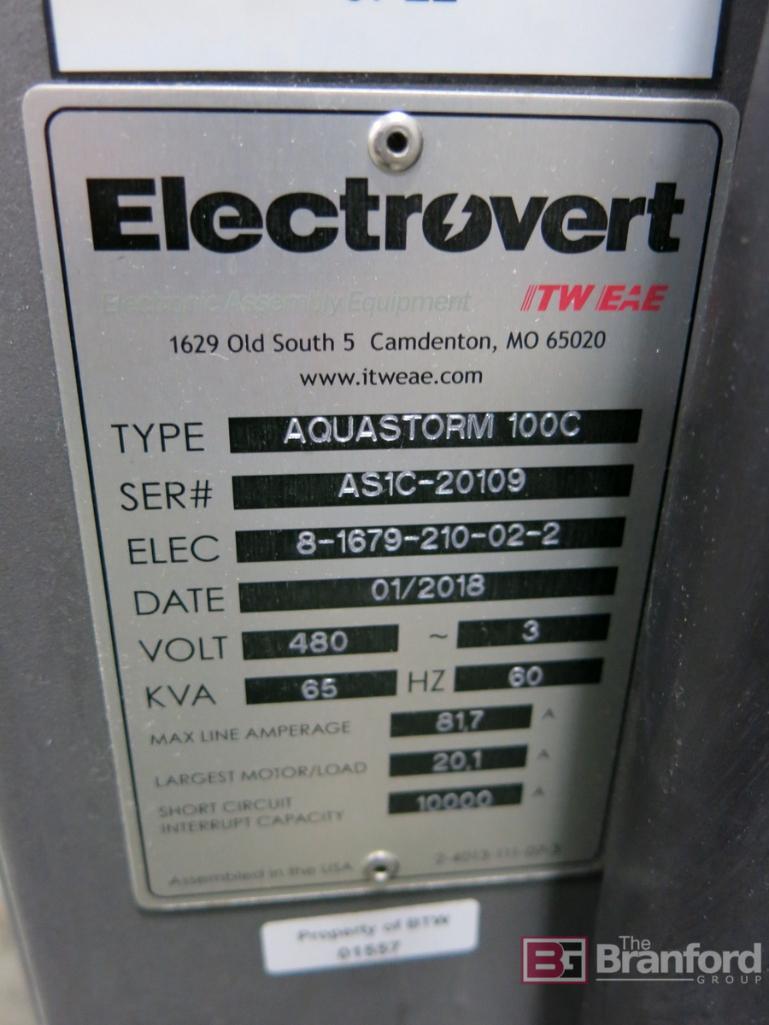 Electrovert
Electronic Assembly Equipment ITW EAE
1629 Old South 5 Camdenton, MO 65020
www.itweae.com
TYPE AQUASTORM 100C
SER# AS1C-20109
ELEC 8-1679-210-02-2
DATE 01/2018
VOLT 480 ~ 3
KVA 65 HZ 60
MAX LINE AMPERAGE 81.7 A
LARGEST MOTOR/LOAD 20.1 A
SHORT CIRCUIT
INTERRUPT CAPACITY 10000 A
Assembled in the USA
Property of BTW
01557
BG The
Branford
GROUP